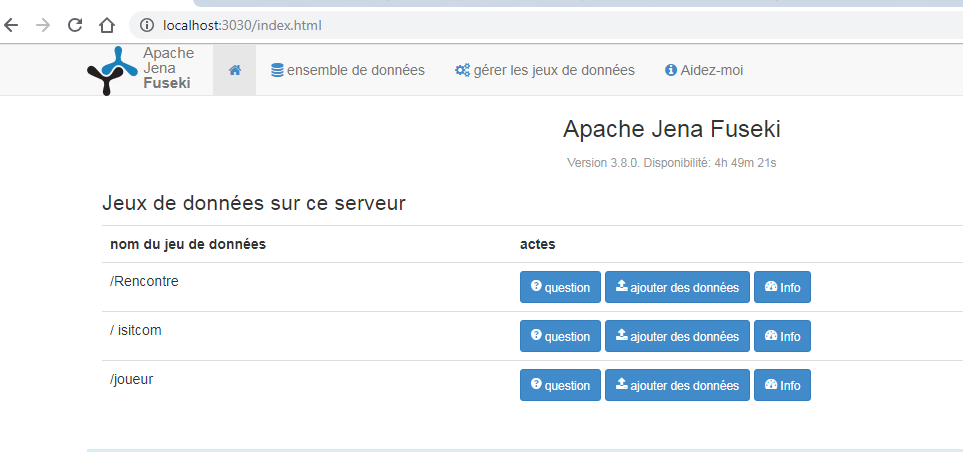 localhost:3030/index.html
Apache
Jena
Fuseki
ensemble de données
gérer les jeux de données
Aidez-moi
Apache Jena Fuseki
Version 3.8.0. Disponibilité: 4h 49m 21s
Jeux de données sur ce serveur
nom du jeu de données actes
/Rencontre question ajouter des données Info
/ isitcom question ajouter des données Info
/joueur question ajouter des données Info